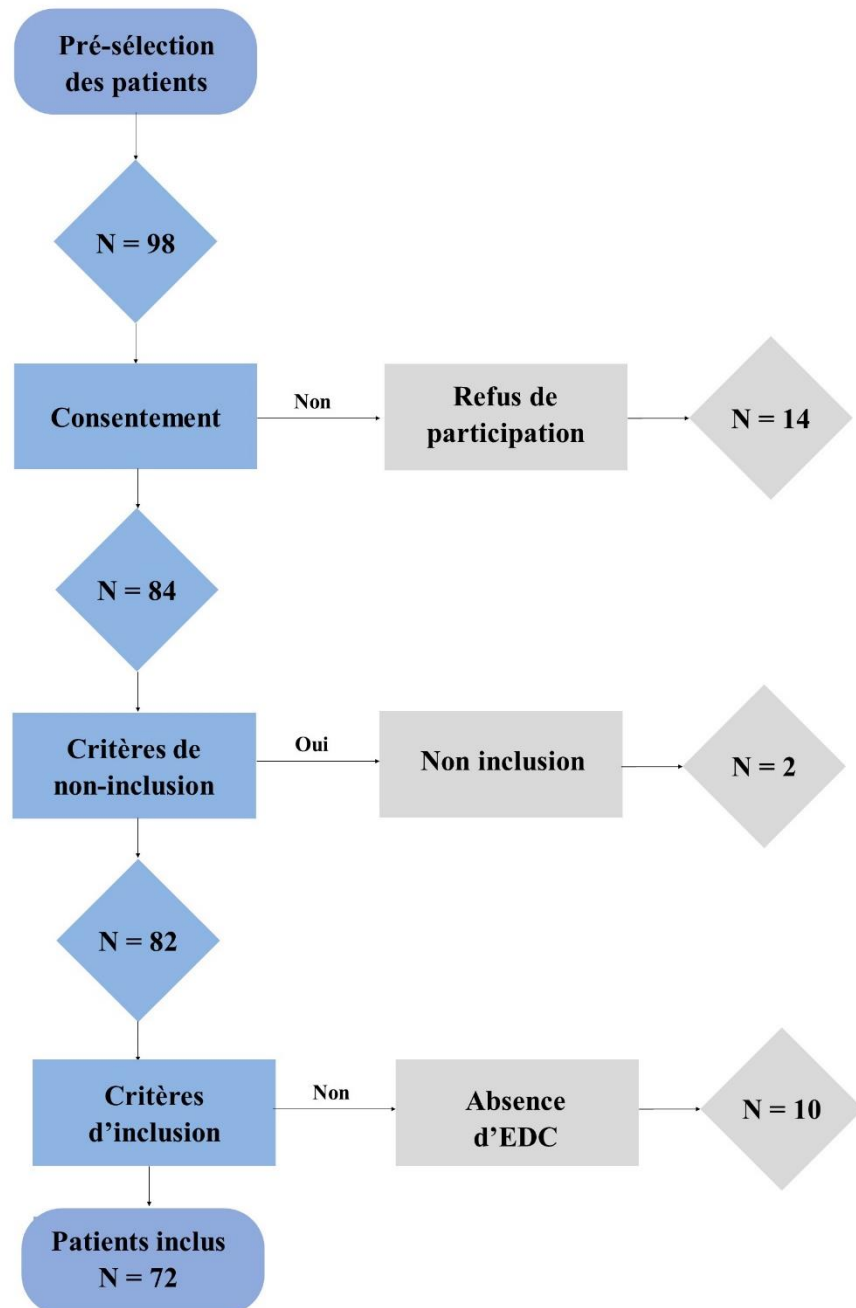 Pré-sélection
des patients
N = 98
Consentement
Non
Refus de
participation
N = 14
N = 84
Critères de
non-inclusion
Oui
Non inclusion
N = 2
N = 82
Critères
d’inclusion
Non
Absence
d’EDC
N = 10
Patients inclus
N = 72